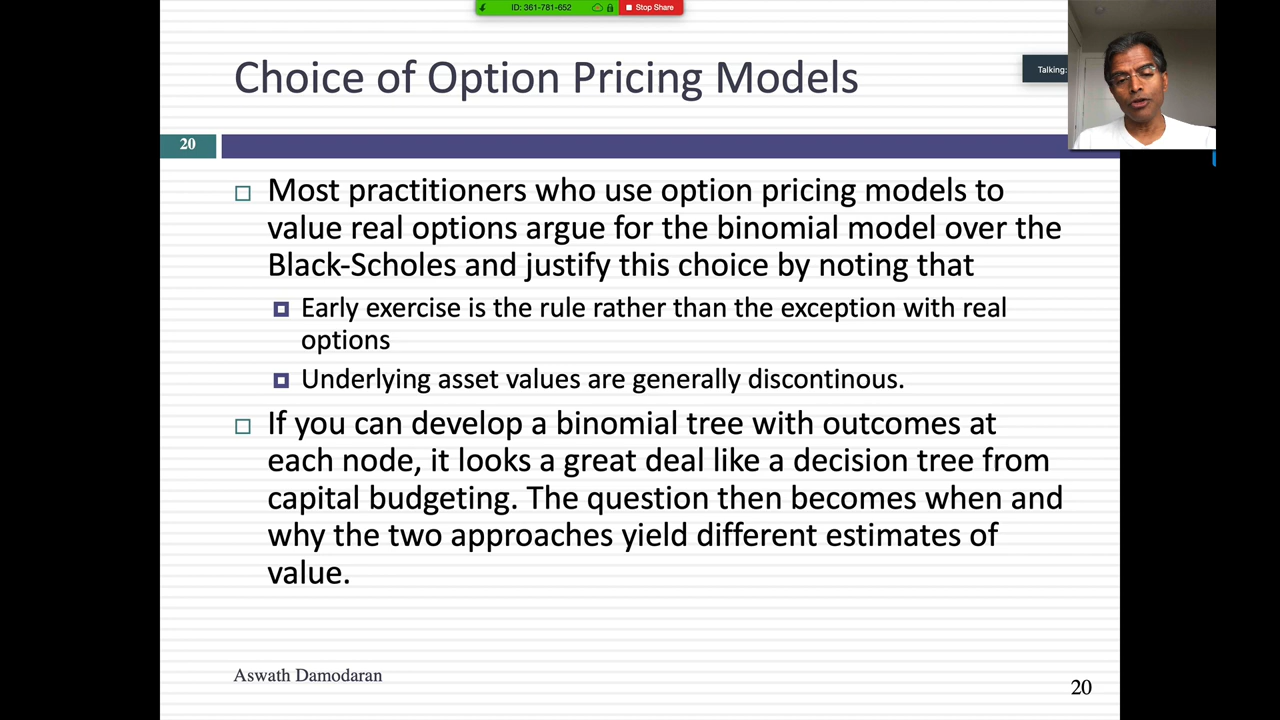 ID: 361-781-652
Stop Share
Choice of Option Pricing Models
Talking:
20
Most practitioners who use option pricing models to
value real options argue for the binomial model over the
Black-Scholes and justify this choice by noting that
Early exercise is the rule rather than the exception with real
options
Underlying asset values are generally discontinous.
If you can develop a binomial tree with outcomes at
each node, it looks a great deal like a decision tree from
capital budgeting. The question then becomes when and
why the two approaches yield different estimates of
value.
Aswath Damodaran
20